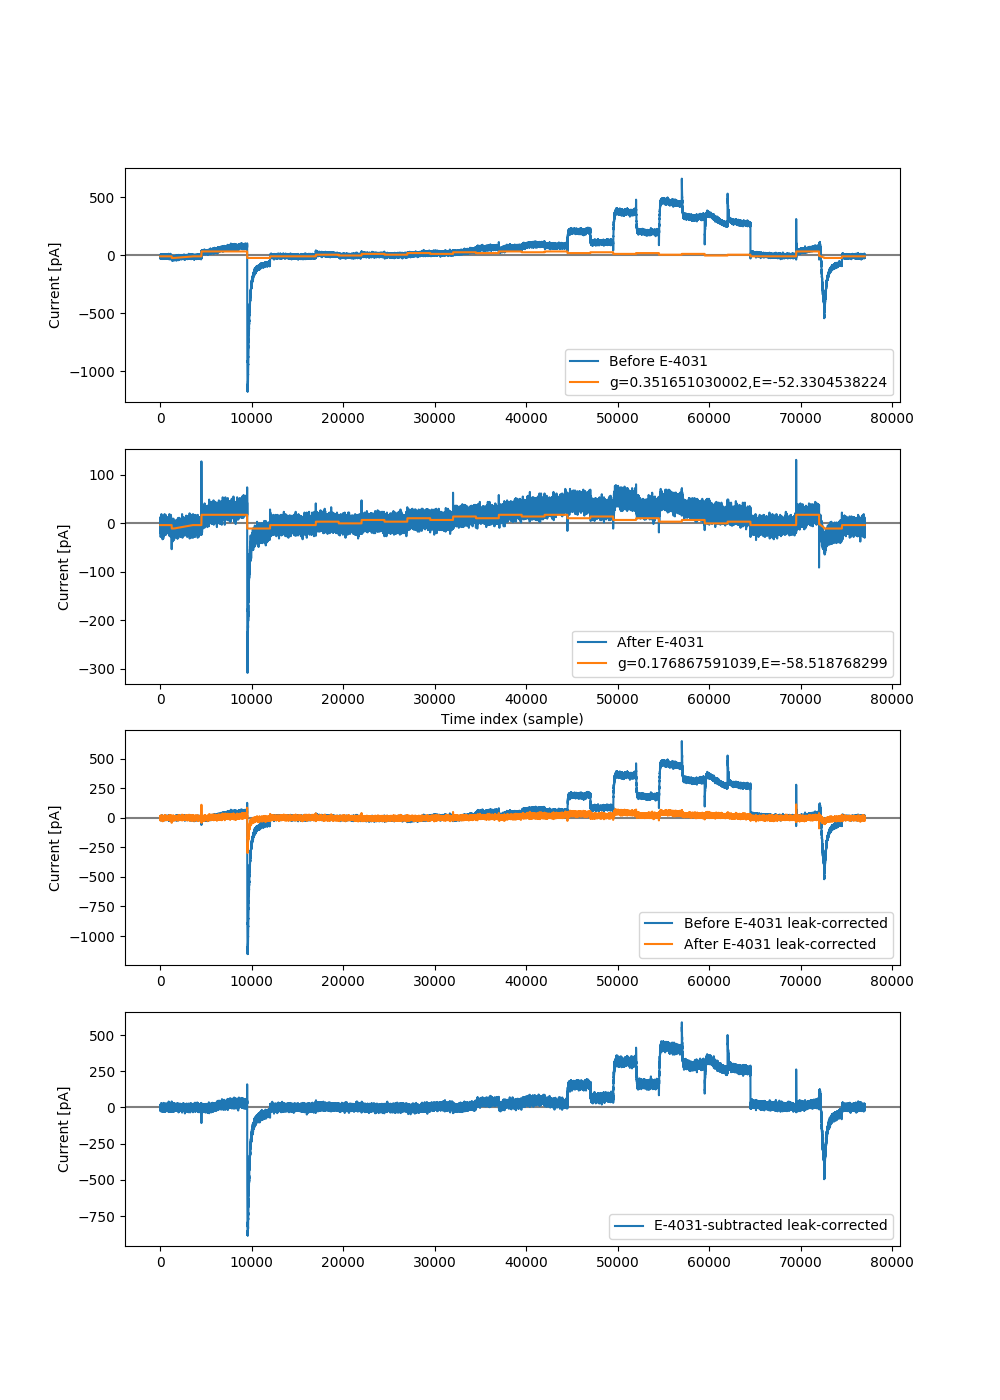 500
0
−500
−1000
Current [pA]
Before E-4031
g=0.351651030002,E=-52.3304538224
0 10000 20000 30000 40000 50000 60000 70000 80000
100
0
−100
−200
−300
Current [pA]
After E-4031
g=0.176867591039,E=-58.518768299
0 10000 20000 30000 40000 50000 60000 70000 80000
Time index (sample)
500
250
0
−250
−500
−750
−1000
Current [pA]
Before E-4031 leak-corrected
After E-4031 leak-corrected
0 10000 20000 30000 40000 50000 60000 70000 80000
500
250
0
−250
−500
−750
Current [pA]
E-4031-subtracted leak-corrected
0 10000 20000 30000 40000 50000 60000 70000 80000